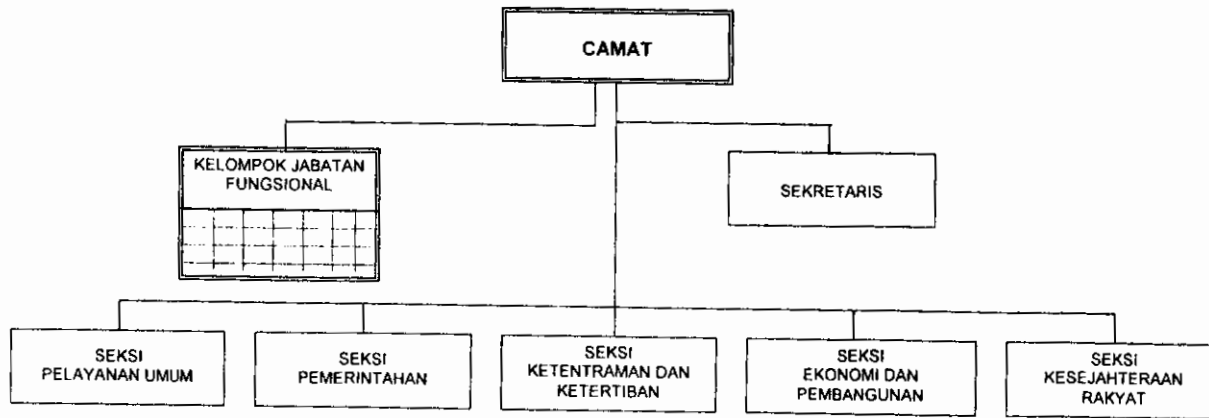 CAMAT
KELOMPOK JABATAN
FUNGSIONAL
SEKRETARIS
SEKSI
PELAYANAN UMUM
SEKSI
PEMERINTAHAN
SEKSI
KETENTRAMAN DAN
KETERTIBAN
SEKSI
EKONOMI DAN
PEMBANGUNAN
SEKSI
KESEJAHTERAAN
RAKYAT